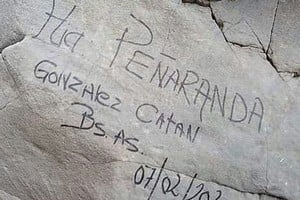 PEÑARANDA
GONZALEZ CATAN
BS.AS.
07/02/202